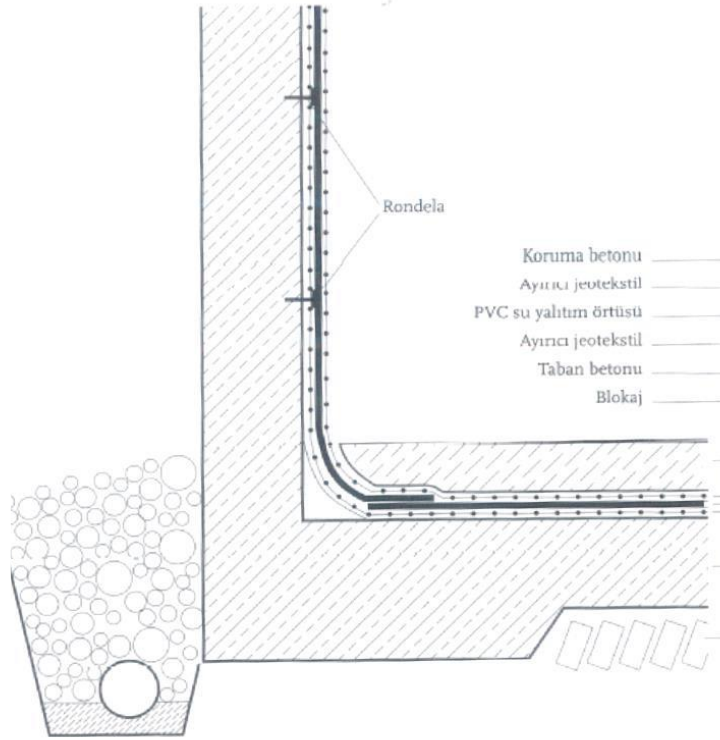 Rondela
Koruma betonu
Ayırıcı jeotekstil
PVC su yalıtım örtüsü
Ayırıcı jeotekstil
Taban betonu
Blokaj